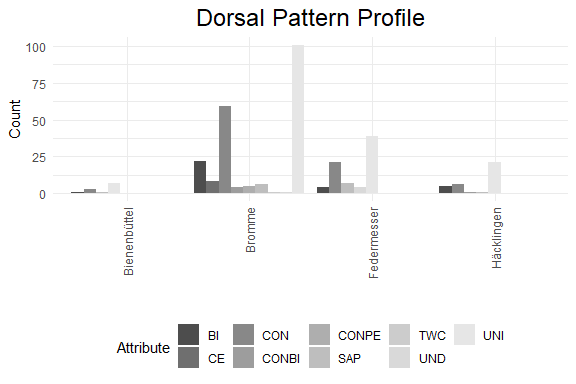 Dorsal Pattern Profile
Count
100
75
50
25
0
Bienenbüttel
Bromme
Federmesser
Häcklingen
Attribute
BI CON CONPE TWC UNI
CE CONBI SAP UND